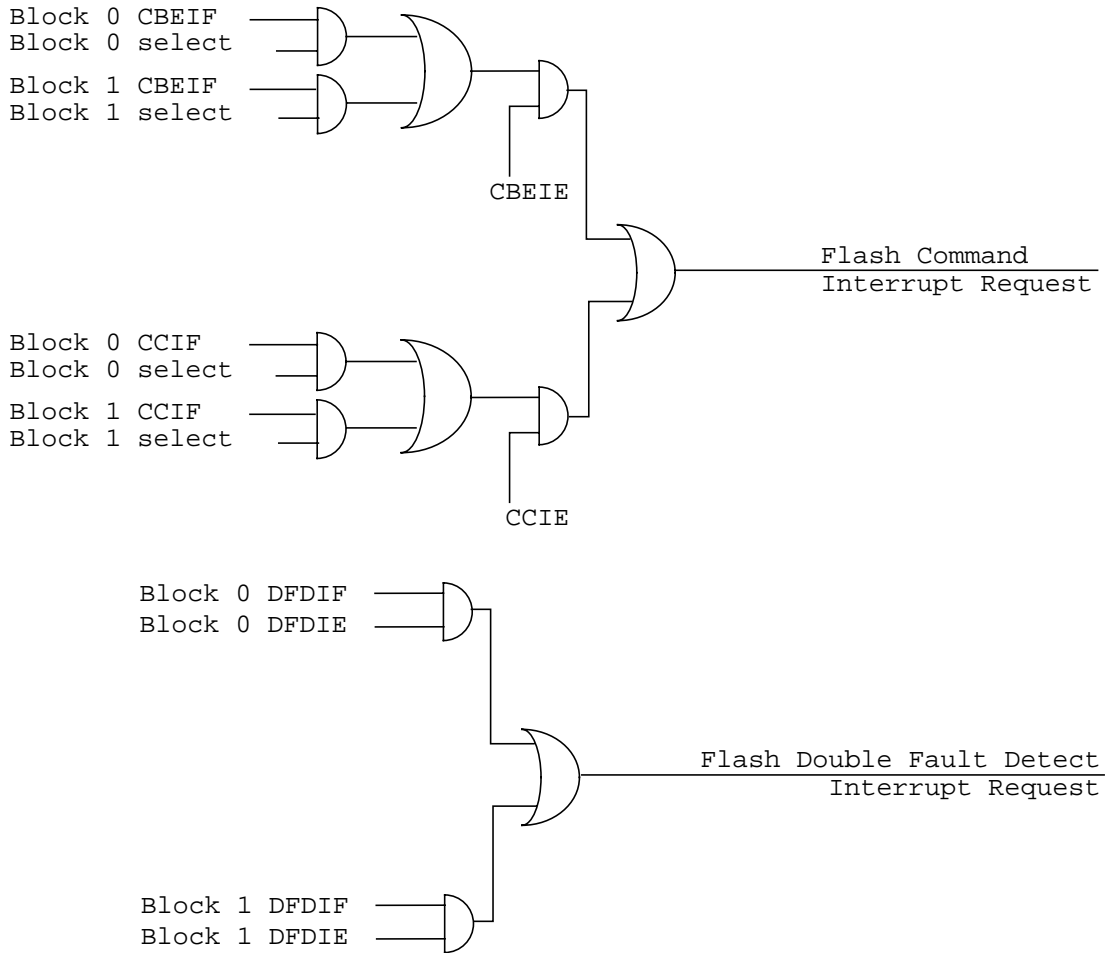 Block 0 CBEIF
Block 0 select
Block 1 CBEIF
Block 1 select
CBEIE
Flash Command
Interrupt Request
Block 0 CCIF
Block 0 select
Block 1 CCIF
Block 1 select
CCIE
Block 0 DFDIF
Block 0 DFDIE
Flash Double Fault Detect
Interrupt Request
Block 1 DFDIF
Block 1 DFDIE